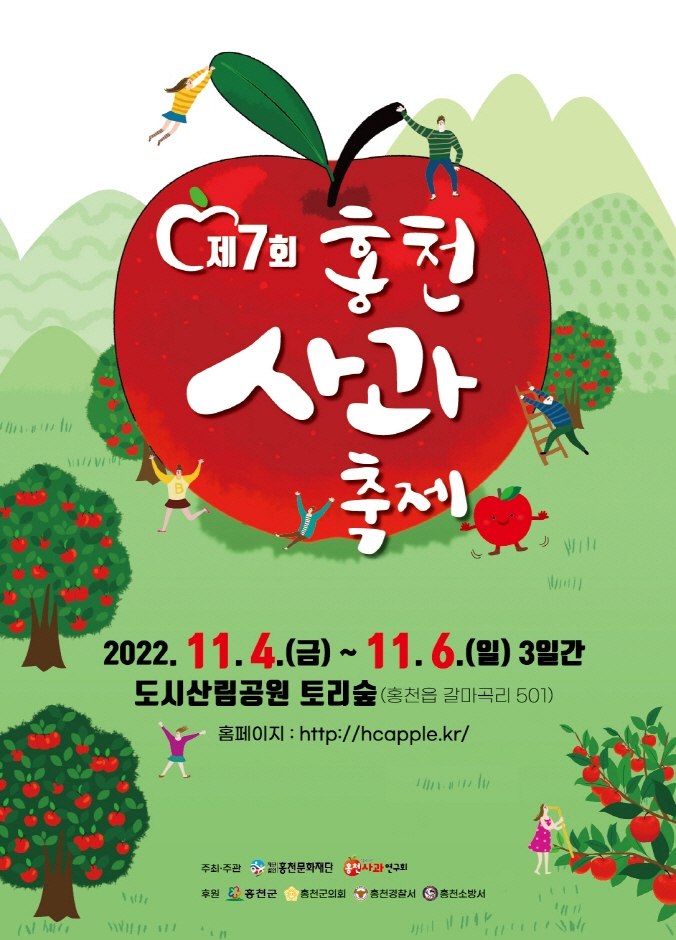 제7회 홍천
사과
축제
B
2022. 11. 4.(금) ~ 11. 6.(일) 3일간
도시산림공원 토리숲(홍천읍 갈마곡리 501)
홈페이지 : http://hcapple.kr/
주최·주관 재단법인 홍천문화재단 홍천사과연구회
후원 홍천군 홍천군의회 홍천경찰서 홍천소방서